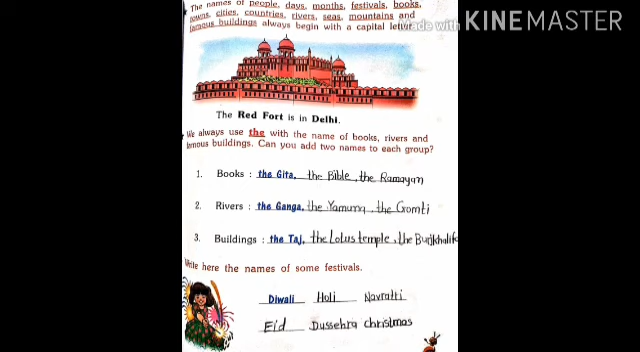 The names of people, days, months, festivals, books,
towns, cities, countries, rivers, seas, mountains and
famous buildings always begin with a capital letter.
Made with KINEMASTER
The Red Fort is in Delhi.
We always use the with the name of books, rivers and
famous buildings. Can you add two names to each group?
1. Books : the Gita, the Bible, the Ramayan
2. Rivers : the Ganga, the Yamuna, the Gomti
3. Buildings : the Taj, the Lotus temple, the Burjkhalifa
Write here the names of some festivals.
Diwali Holi Navratri
Eid Dussehra christmas